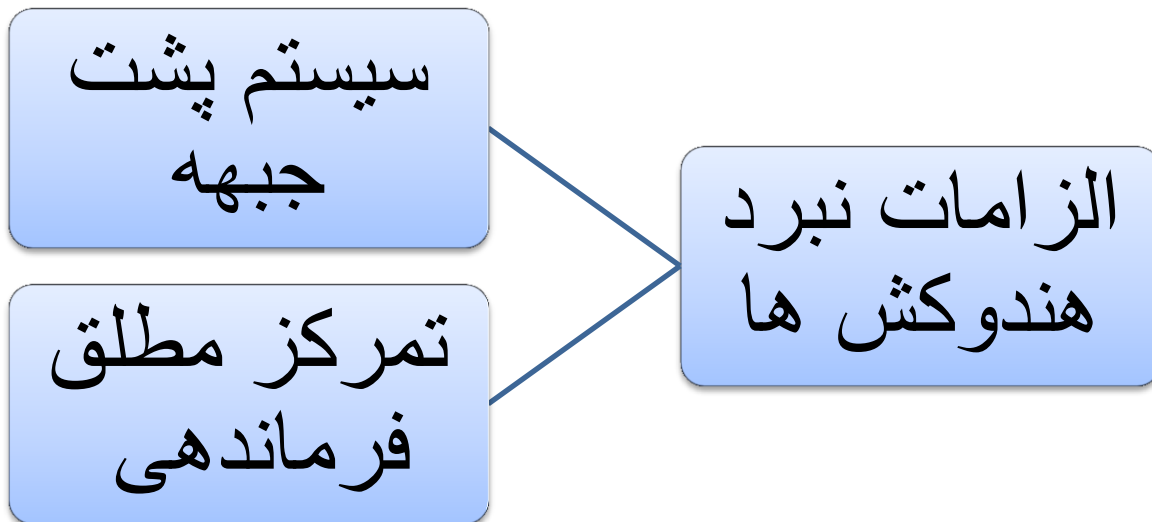 الزامات نبرد
هندوکش ها
سیستم پشت
جبهه
تمرکز مطلق
فرماندهی